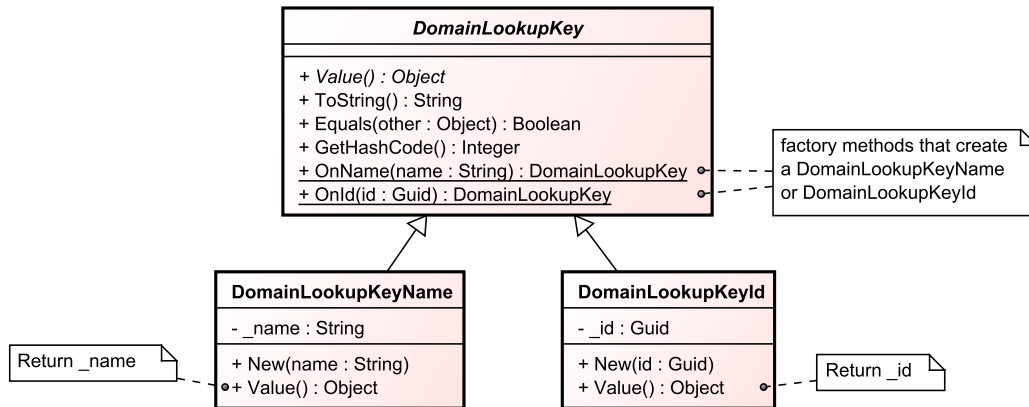 DomainLookupKey
+ Value() : Object
+ ToString() : String
+ Equals(other : Object) : Boolean
+ GetHashCode() : Integer
+ OnName(name : String) : DomainLookupKey
+ OnId(id : Guid) : DomainLookupKey
factory methods that create
a DomainLookupKeyName
or DomainLookupKeyId
DomainLookupKeyName
- _name : String
+ New(name : String)
+ Value() : Object
Return _name
DomainLookupKeyId
- _id : Guid
+ New(id : Guid)
+ Value() : Object
Return _id